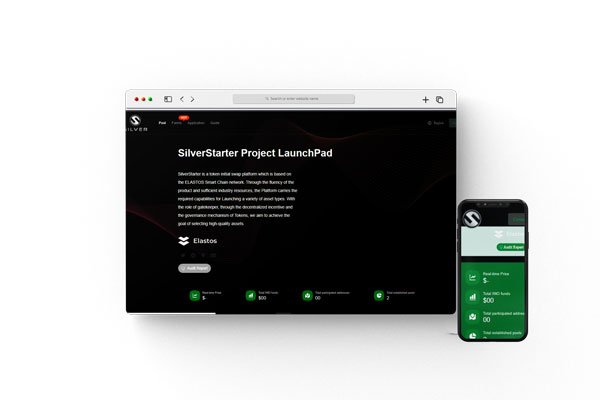 Search or enter website name
SILVER
Pool
Farms
HOT
Application
Guide
SilverStarter Project LaunchPad
SilverStarter is a token initial swap platform which is based on
the ELASTOS Smart Chain network. Through the fluency of the
product and sufficient industry resources, the Platform carries the
required capabilities for Launching a variety of asset types. With
the role of gatekeeper, through the decentralized incentive and
the governance mechanism of Tokens, we aim to achieve the
goal of selecting high-quality assets.
Elastos
Audit Report
Real-time Price
$-
Total IWO funds
$00
Total participated addresses
00
Total established pools
2
Elastos
Audit Report
Real-time Price
$-
Total IWO funds
$00
Total participated addres
00
Total established pools